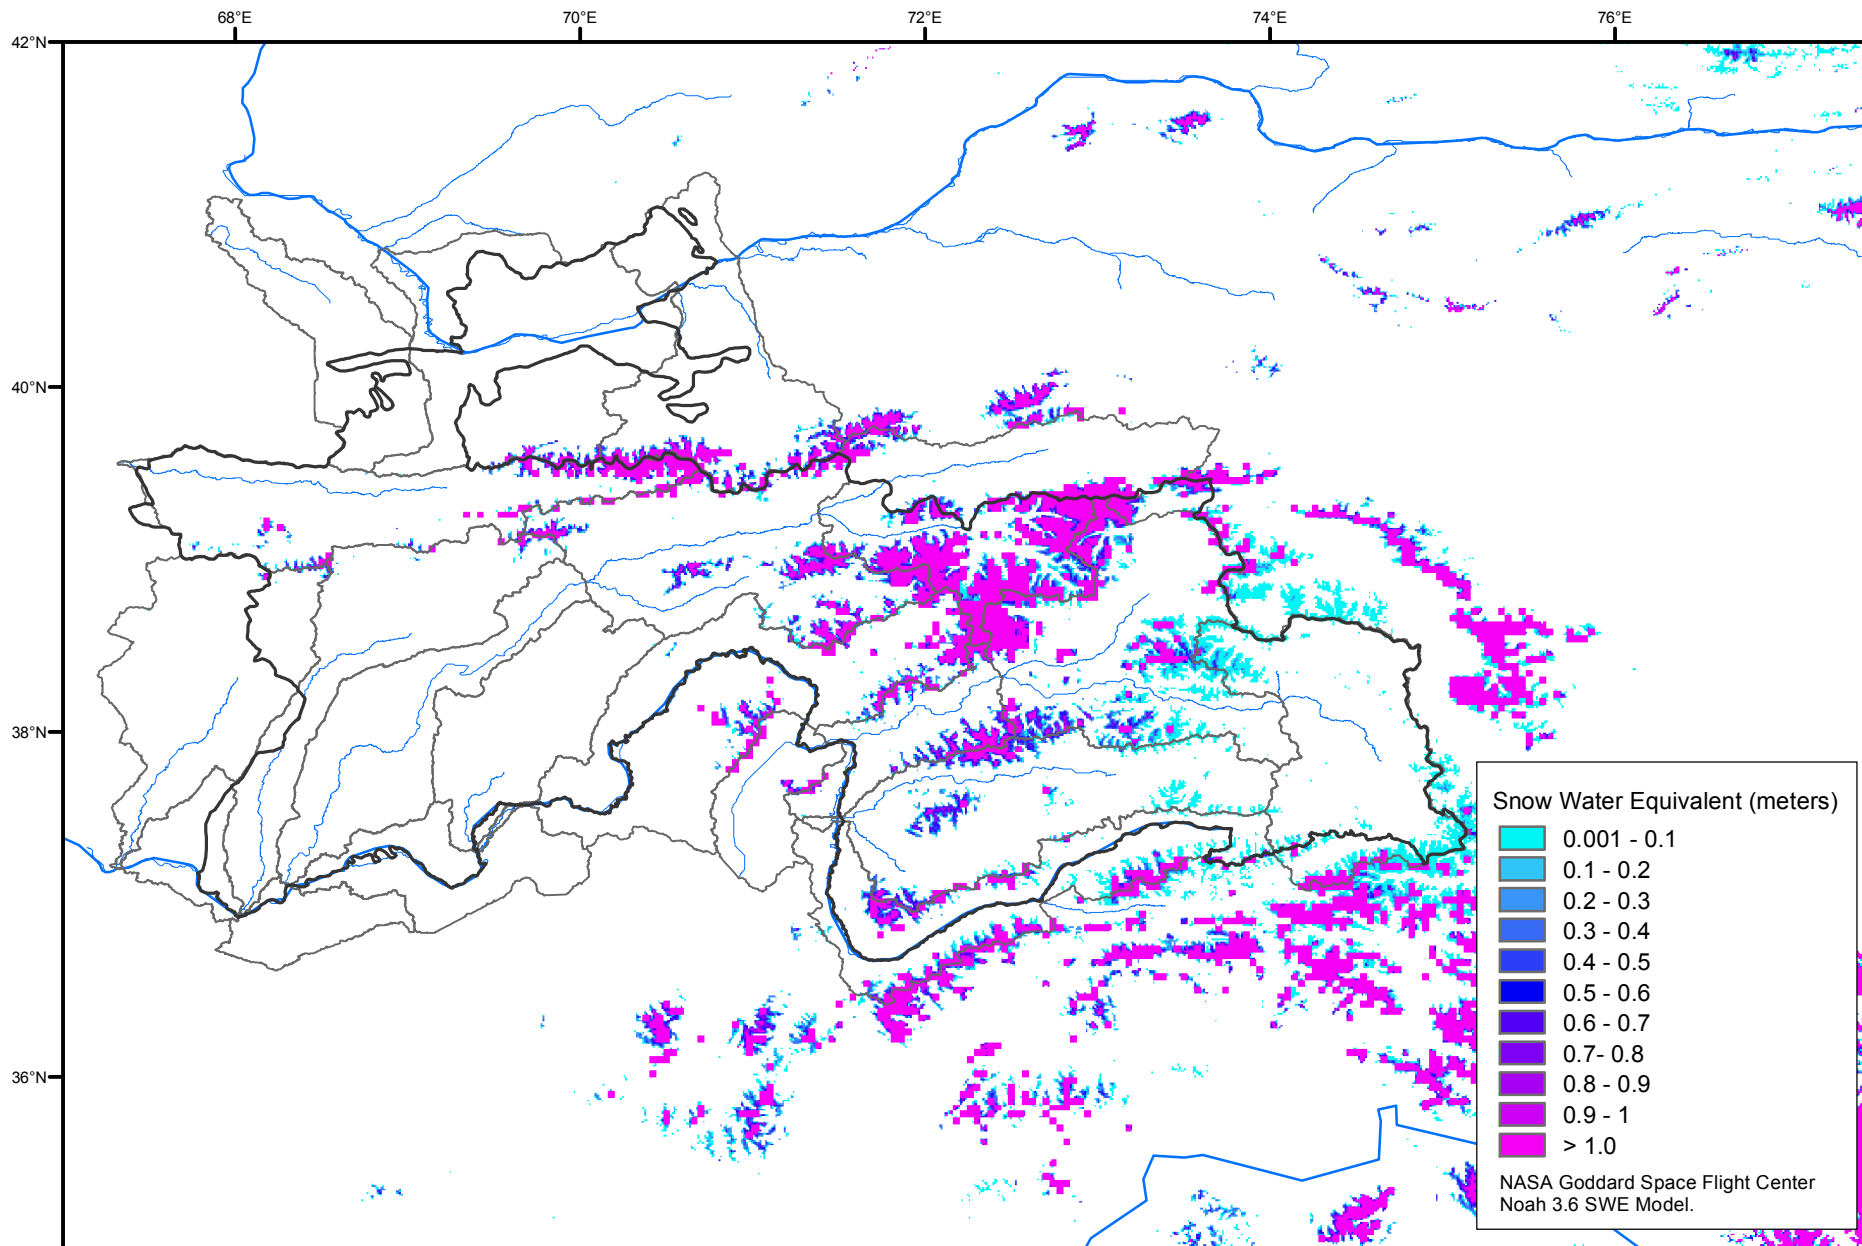 68°E 70°E 72°E 74°E 76°E
42°N
40°N
38°N
36°N
Snow Water Equivalent (meters)
0.001 - 0.1
0.1 - 0.2
0.2 - 0.3
0.3 - 0.4
0.4 - 0.5
0.5 - 0.6
0.6 - 0.7
0.7- 0.8
0.8 - 0.9
0.9 - 1
> 1.0
NASA Goddard Space Flight Center
Noah 3.6 SWE Model.